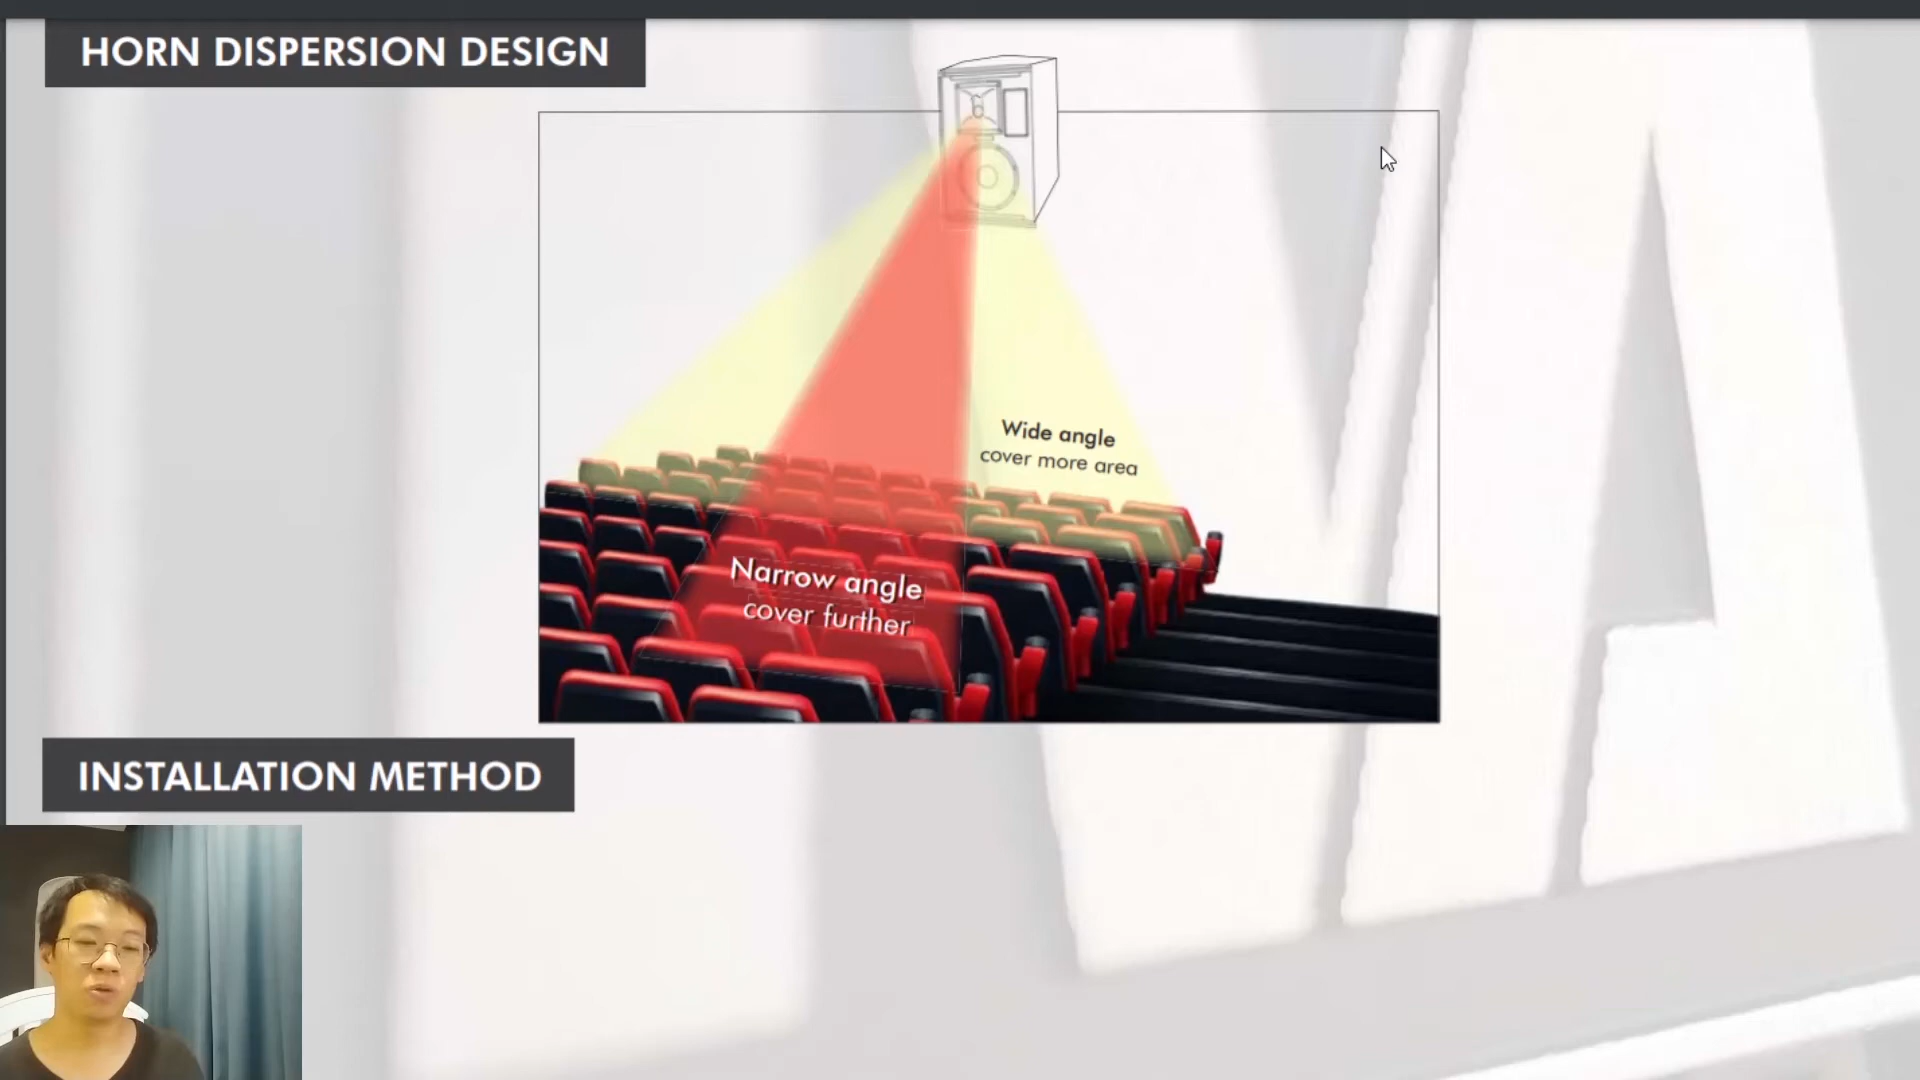 HORN DISPERSION DESIGN
Wide angle
cover more area
Narrow angle
cover further
INSTALLATION METHOD